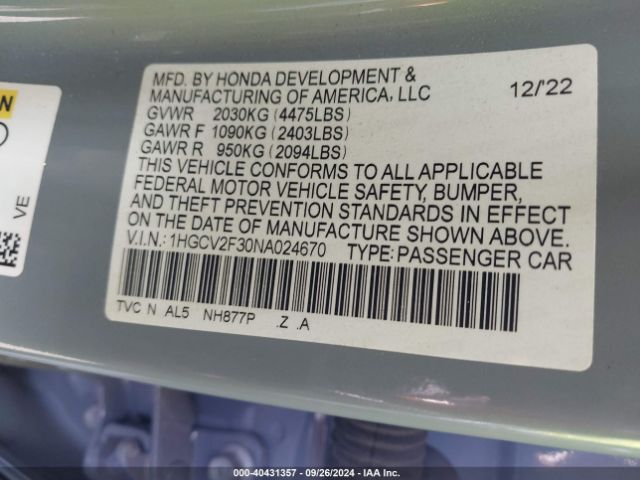 MFD. BY HONDA DEVELOPMENT &
MANUFACTURING OF AMERICA, LLC 12/'22
GVWR 2030KG (4475LBS)
GAWR F 1090KG (2403LBS)
GAWR R 950KG (2094LBS)
THIS VEHICLE CONFORMS TO ALL APPLICABLE
FEDERAL MOTOR VEHICLE SAFETY, BUMPER,
AND THEFT PREVENTION STANDARDS IN EFFECT
ON THE DATE OF MANUFACTURE SHOWN ABOVE.
V.I.N.: 1HGCV2F30NA024670 TYPE: PASSENGER CAR
TVC N AL5 NH877P .Z .A
VE
000-40431357 - 09/26/2024 - IAA Inc.